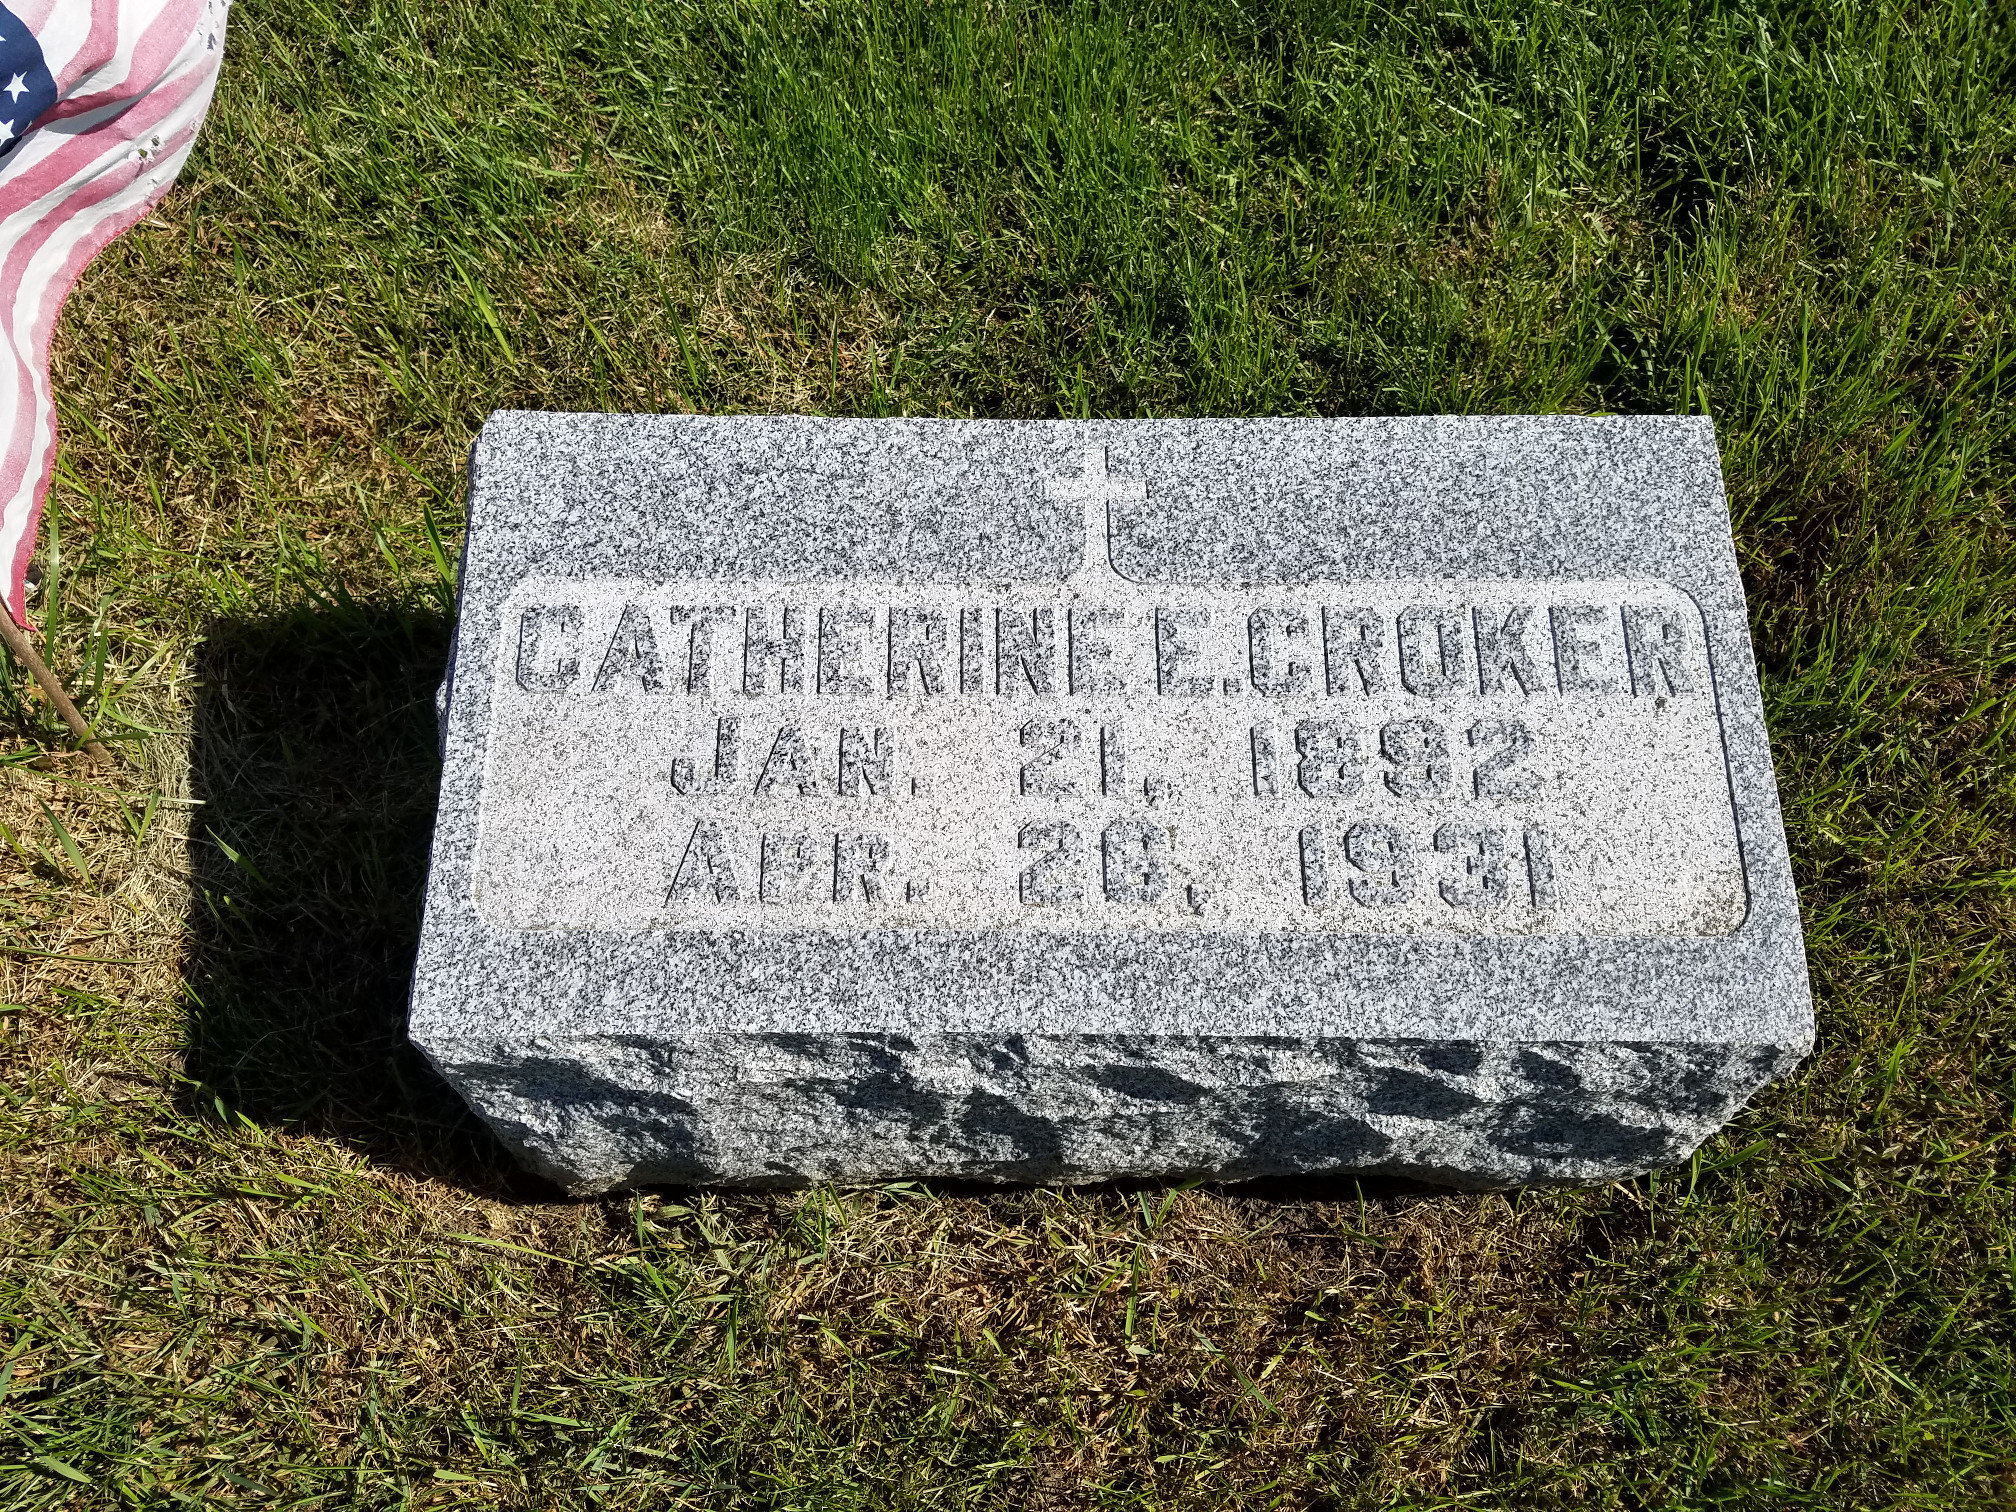 CATHERINE E. CROKER
JAN. 21, 1892
APR. 20, 1931